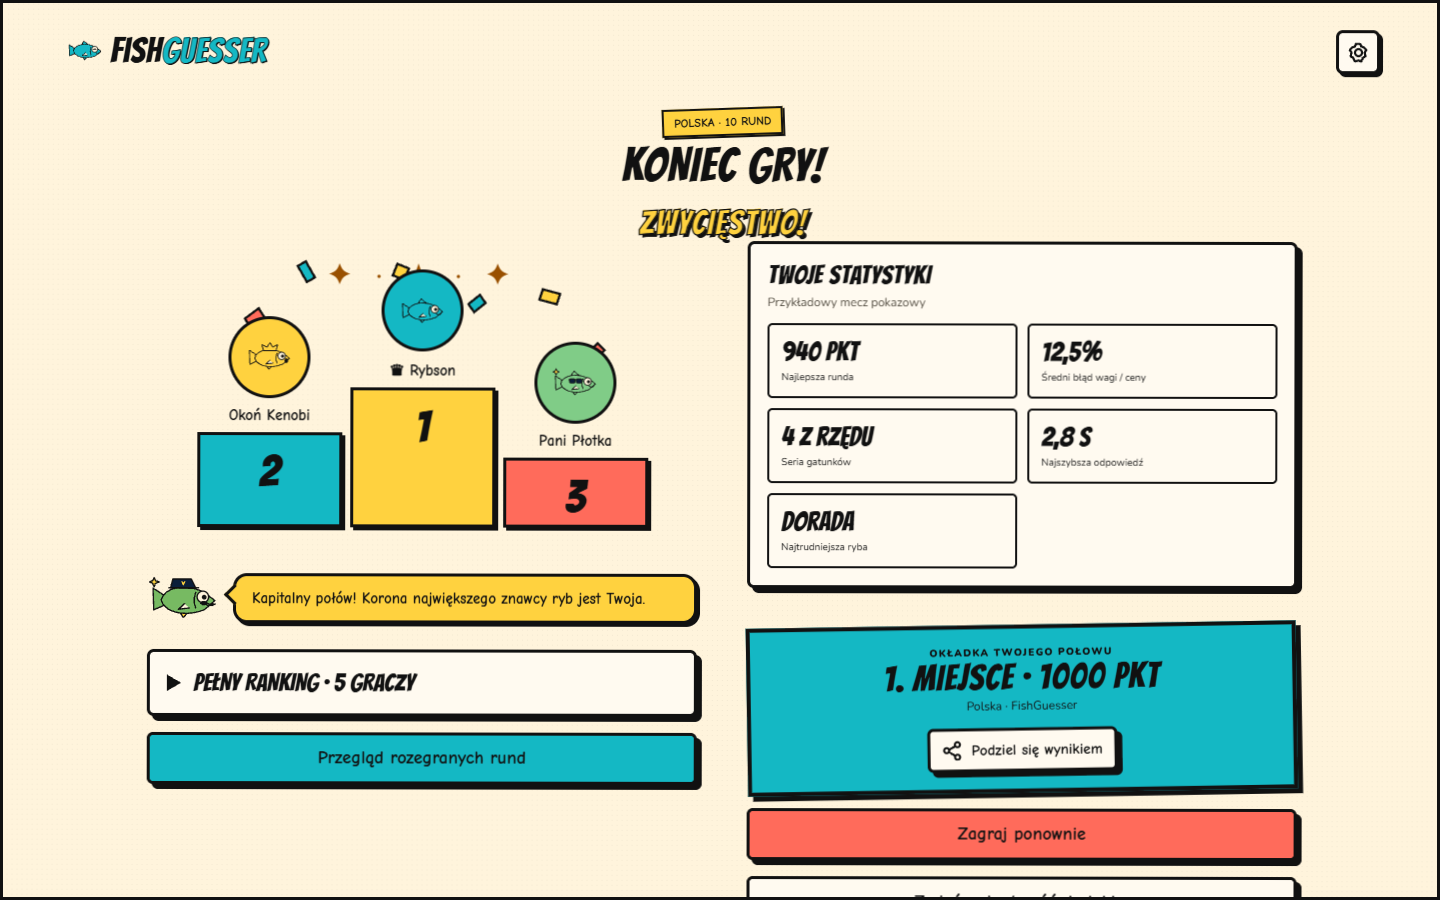 FISHGUESSER
POLSKA · 10 RUND
KONIEC GRY!
ZWYCIĘSTWO!
Rybson
Okoń Kenobi
Pani Płotka
1
2
3
Kapitalny połów! Korona największego znawcy ryb jest Twoja.
PEŁNY RANKING · 5 GRACZY
Przegląd rozegranych rund
TWOJE STATYSTYKI
Przykładowy mecz pokazowy
940 PKT
Najlepsza runda
12,5%
Średni błąd wagi / ceny
4 Z RZĘDU
Seria gatunków
2,8 S
Najszybsza odpowiedź
DORADA
Najtrudniejsza ryba
OKŁADKA TWOJEGO POŁOWU
1. MIEJSCE · 1000 PKT
Polska · FishGuesser
Podziel się wynikiem
Zagraj ponownie